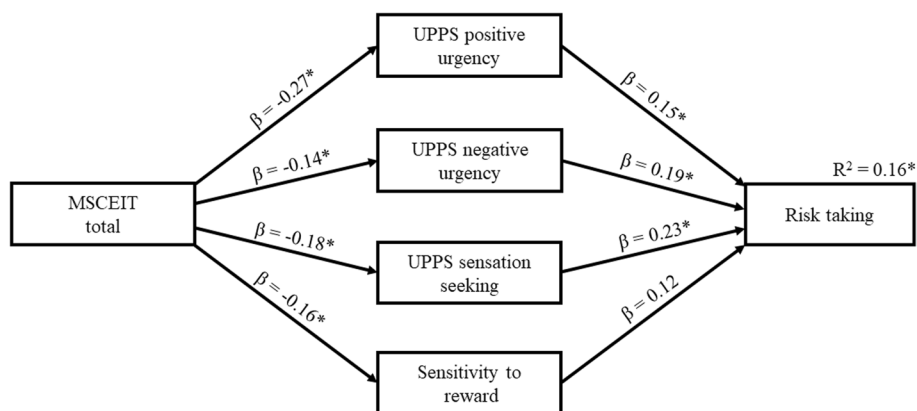 UPPS positive
urgency
β = -0.27*
β = 0.15*
UPPS negative
urgency
β = -0.14*
β = 0.19*
R² = 0.16*
MSCEIT
total
Risk taking
β = -0.18*
β = 0.23*
UPPS sensation
seeking
β = -0.16*
β = 0.12
Sensitivity to
reward